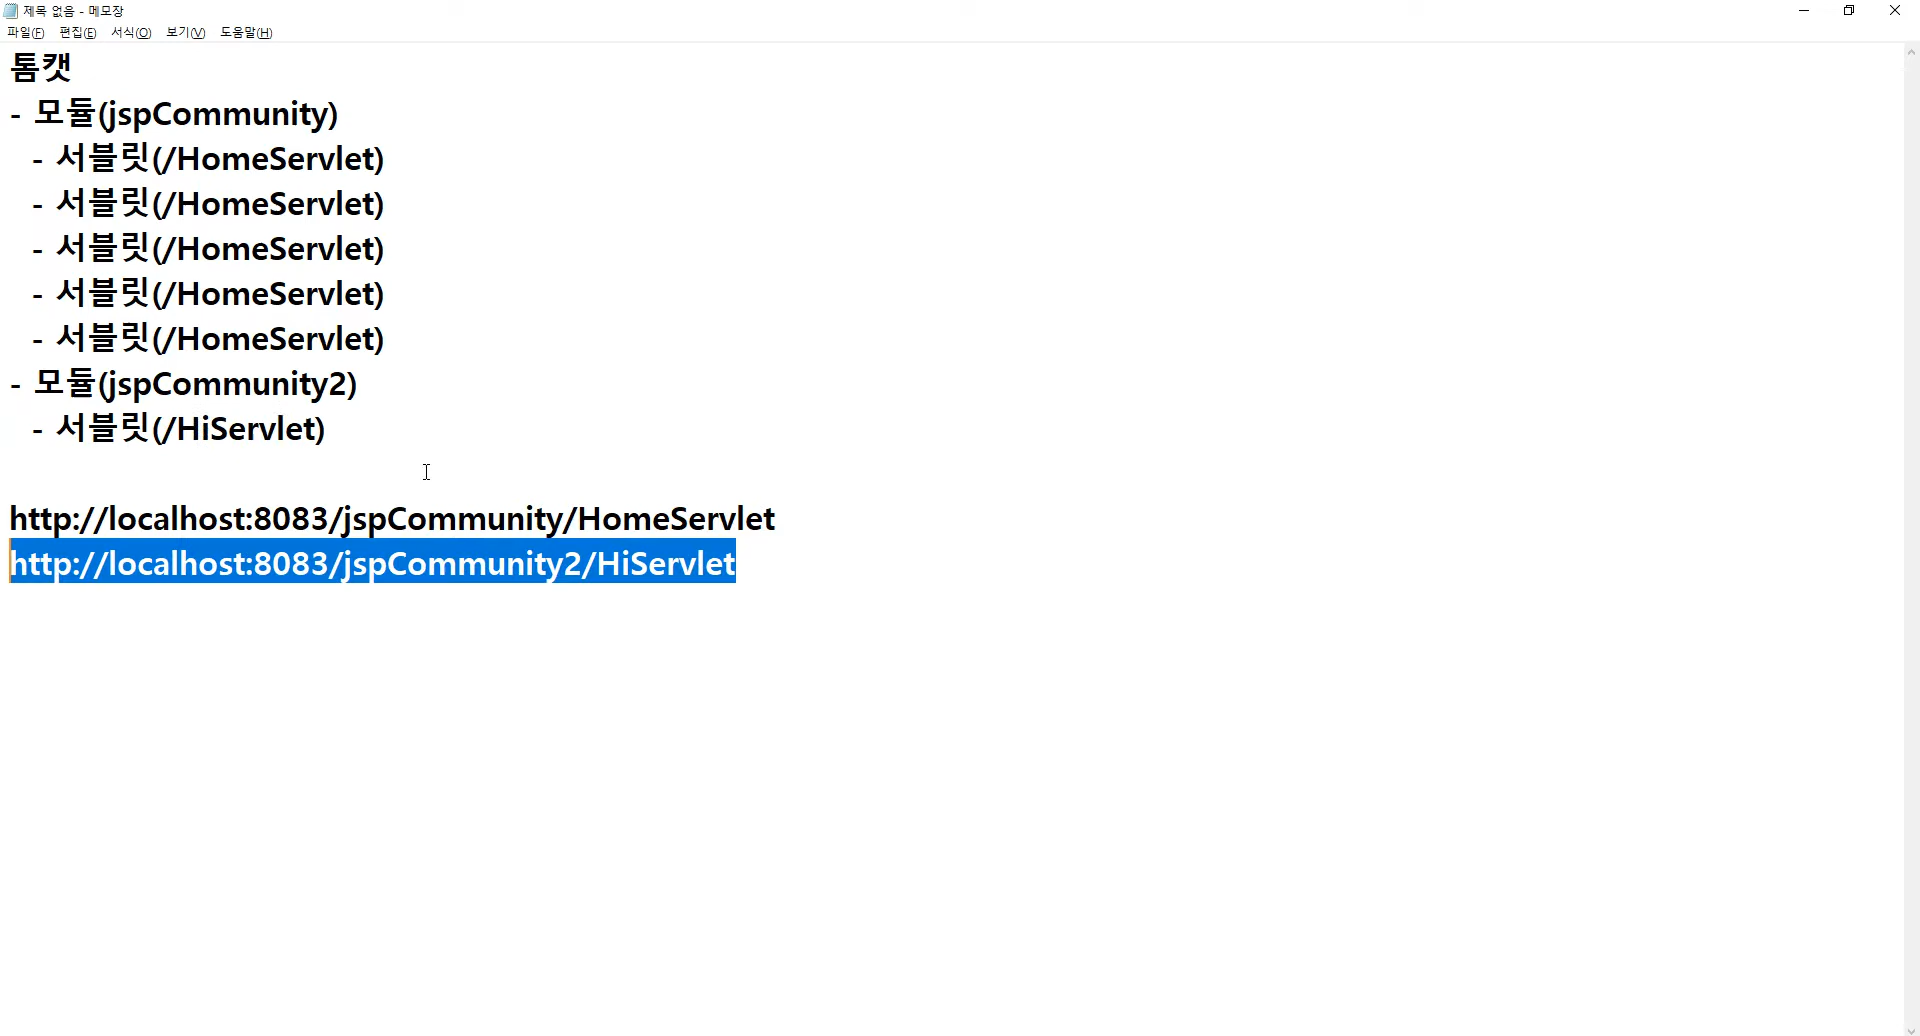 제목 없음 - 메모장
파일(F) 편집(E) 서식(O) 보기(V) 도움말(H)
톰캣
- 모듈(jspCommunity)
- 서블릿(/HomeServlet)
- 서블릿(/HomeServlet)
- 서블릿(/HomeServlet)
- 서블릿(/HomeServlet)
- 서블릿(/HomeServlet)
- 모듈(jspCommunity2)
- 서블릿(/HiServlet)
http://localhost:8083/jspCommunity/HomeServlet
http://localhost:8083/jspCommunity2/HiServlet